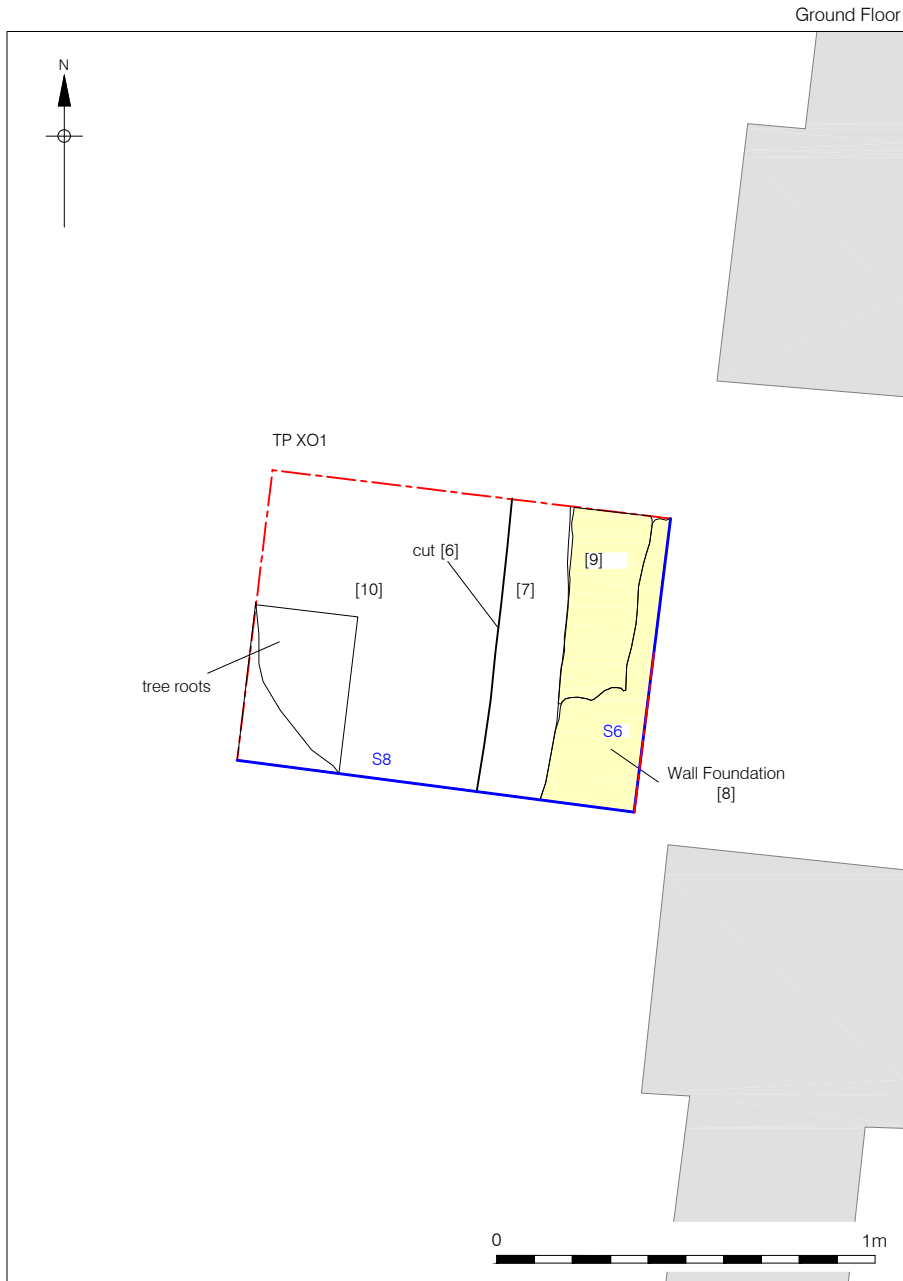 Ground Floor
N
TP XO1
cut [6]
[9]
[10]
[7]
tree roots
S6
S8
Wall Foundation
[8]
0
1m